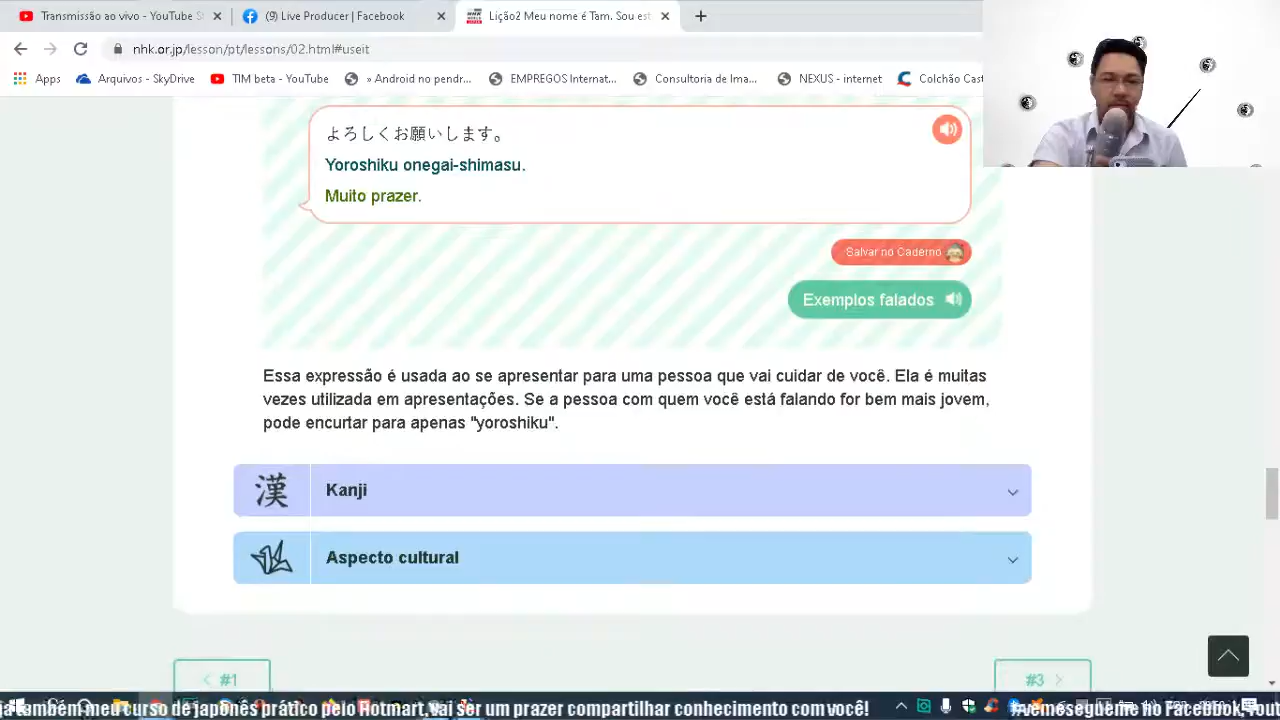 Transmissão ao vivo - YouTube S
(9) Live Producer | Facebook
Lição2 Meu nome é Tam. Sou est
nhk.or.jp/lesson/pt/lessons/02.html#useit
Apps
Arquivos - SkyDrive
TIM beta - YouTube
» Android no pendr...
EMPREGOS Internat...
Consultoria de Ima...
NEXUS - internet
Colchão Cast
よろしくお願いします。
Yoroshiku onegai-shimasu.
Muito prazer.
Salvar no Caderno
Exemplos falados
Essa expressão é usada ao se apresentar para uma pessoa que vai cuidar de você. Ela é muitas
vezes utilizada em apresentações. Se a pessoa com quem você está falando for bem mais jovem,
pode encurtar para apenas "yoroshiku".
漢
Kanji
Aspecto cultural
< #1
#3 >
ja também meu curso de japonês prático pelo Hotmart, vai ser um prazer compartilhar conhecimento com você!
no Facebook, Yout